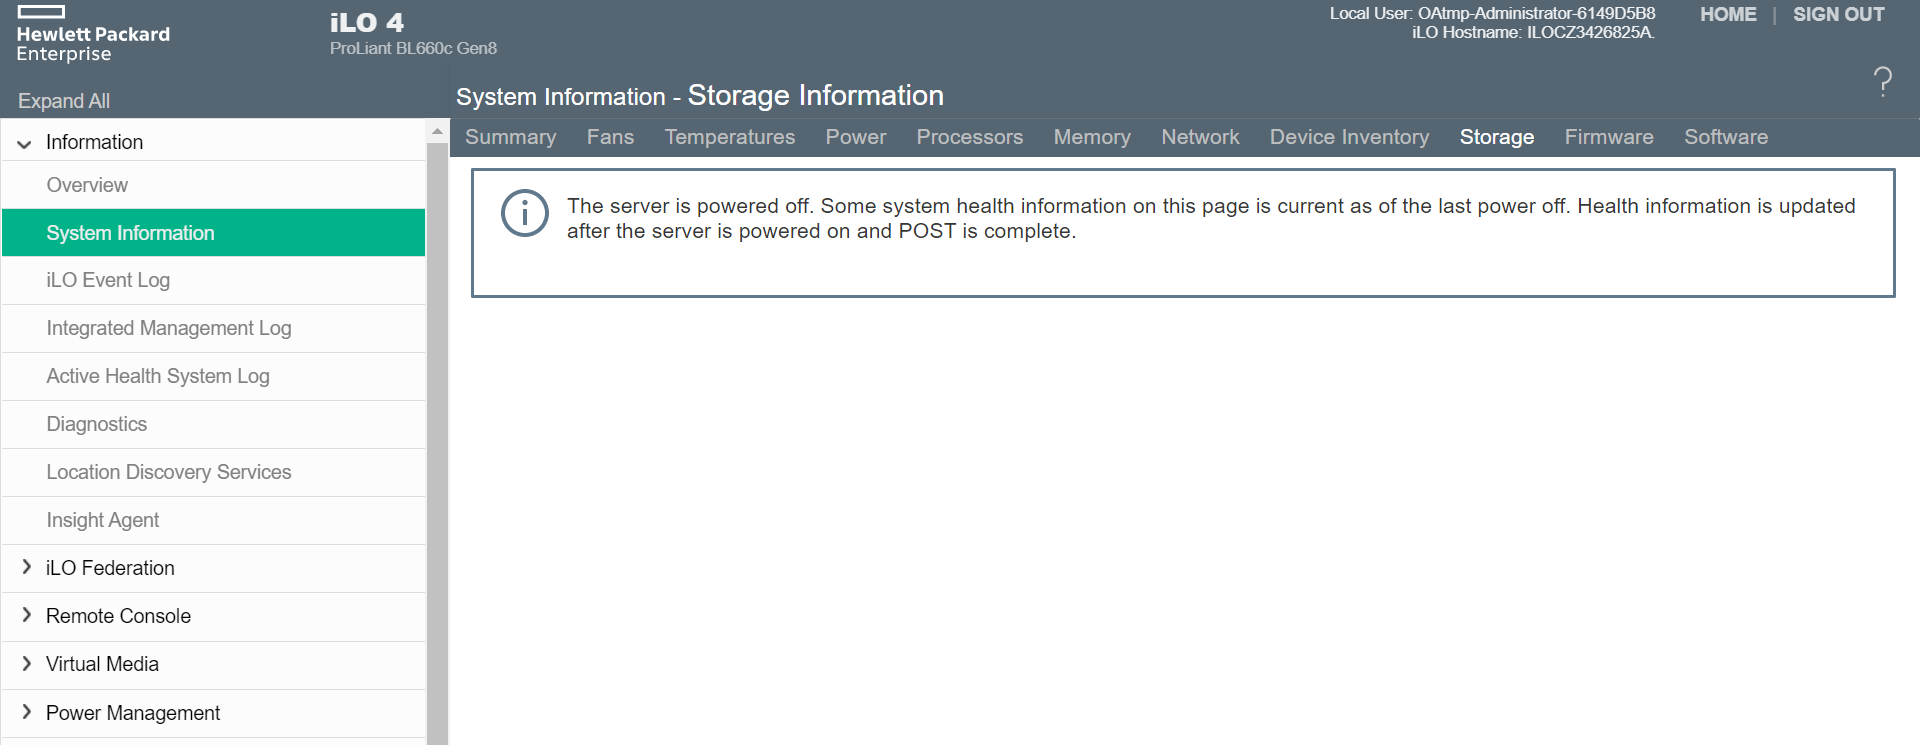 Hewlett Packard
Enterprise
iLO 4
ProLiant BL660c Gen8
Local User: OAtmp-Administrator-6149D5B8
iLO Hostname: ILOCZ3426825A.
HOME | SIGN OUT
?
Expand All
System Information - Storage Information
Summary Fans Temperatures Power Processors Memory Network Device Inventory Storage Firmware Software
Information
Overview
System Information
iLO Event Log
Integrated Management Log
Active Health System Log
Diagnostics
Location Discovery Services
Insight Agent
iLO Federation
Remote Console
Virtual Media
Power Management
The server is powered off. Some system health information on this page is current as of the last power off. Health information is updated
after the server is powered on and POST is complete.